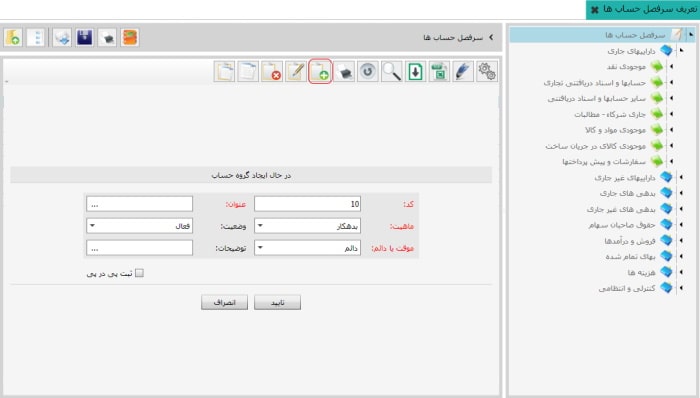 تعریف سرفصل حساب ها
سرفصل حساب ها
سرفصل حساب ها
داراییهای جاری
موجودی نقد
حسابها و اسناد دریافتنی تجاری
سایر حسابها و اسناد دریافتنی
جاری شرکاء - مطالبات
موجودی مواد و کالا
موجودی کالای در جریان ساخت
سفارشات و پیش پرداختها
داراییهای غیر جاری
بدهی های جاری
بدهی های غیر جاری
حقوق صاحبان سهام
فروش و درآمدها
بهای تمام شده
هزینه ها
کنترلی و انتظامی
در حال ایجاد گروه حساب
کد: 10 عنوان: ...
ماهیت: بدهکار وضعیت: فعال
موقت یا دائم: دائم توضیحات: ...
ثبت پی در پی
تایید انصراف